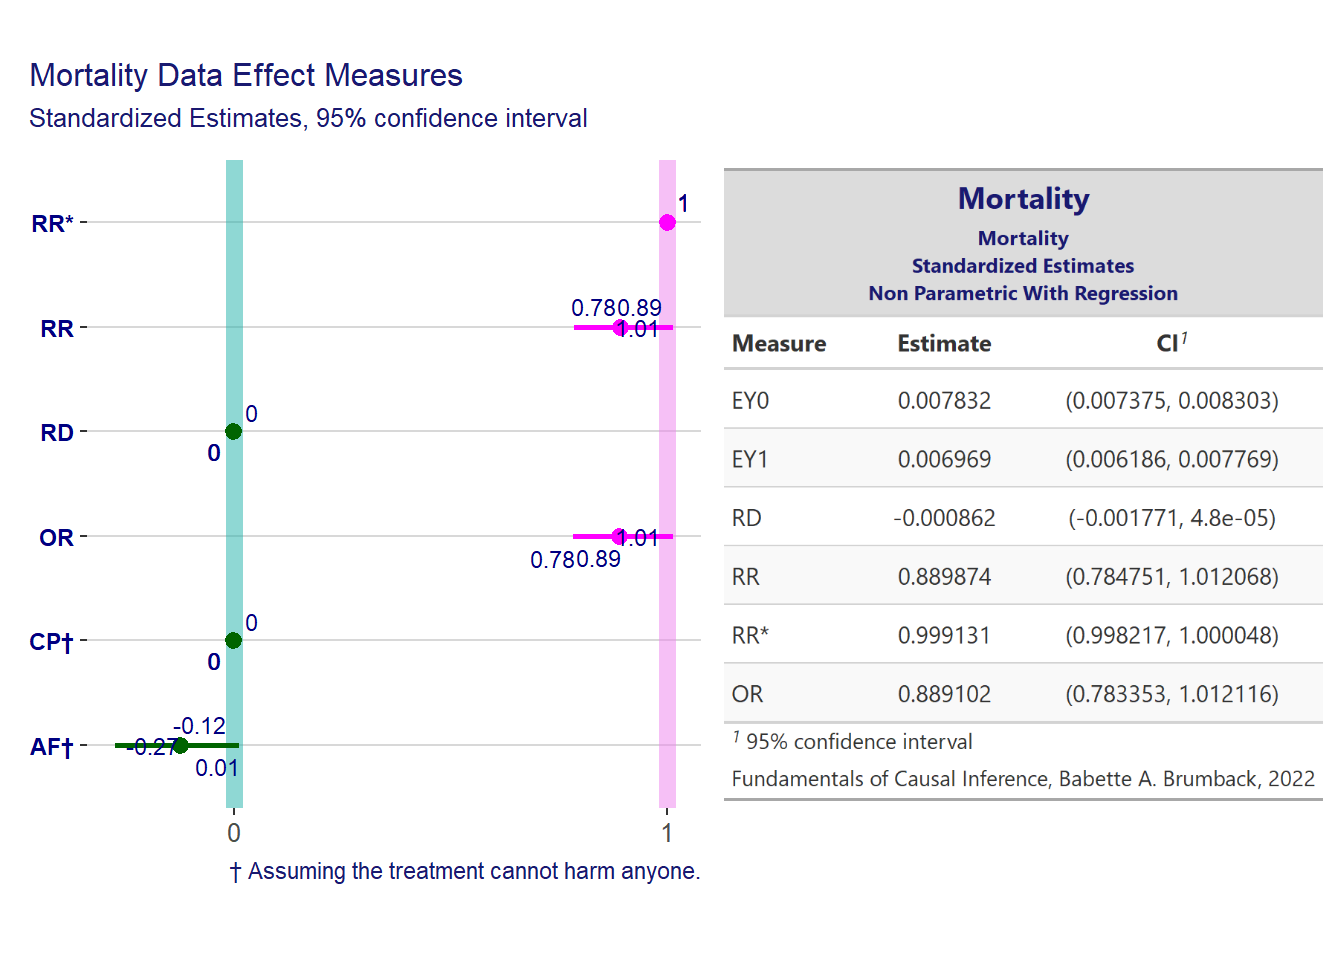 Mortality Data Effect Measures
Standardized Estimates, 95% confidence interval
RR*
1
RR
0.78 0.89
1.01
RD
0
0
OR
1.01
0.78 0.89
CP†
0
0
AF†
-0.12
-0.27
0.01
0 1
† Assuming the treatment cannot harm anyone.
Mortality
Mortality
Standardized Estimates
Non Parametric With Regression
Measure Estimate CI1
EY0 0.007832 (0.007375, 0.008303)
EY1 0.006969 (0.006186, 0.007769)
RD -0.000862 (-0.001771, 4.8e-05)
RR 0.889874 (0.784751, 1.012068)
RR* 0.999131 (0.998217, 1.000048)
OR 0.889102 (0.783353, 1.012116)
1 95% confidence interval
Fundamentals of Causal Inference, Babette A. Brumback, 2022